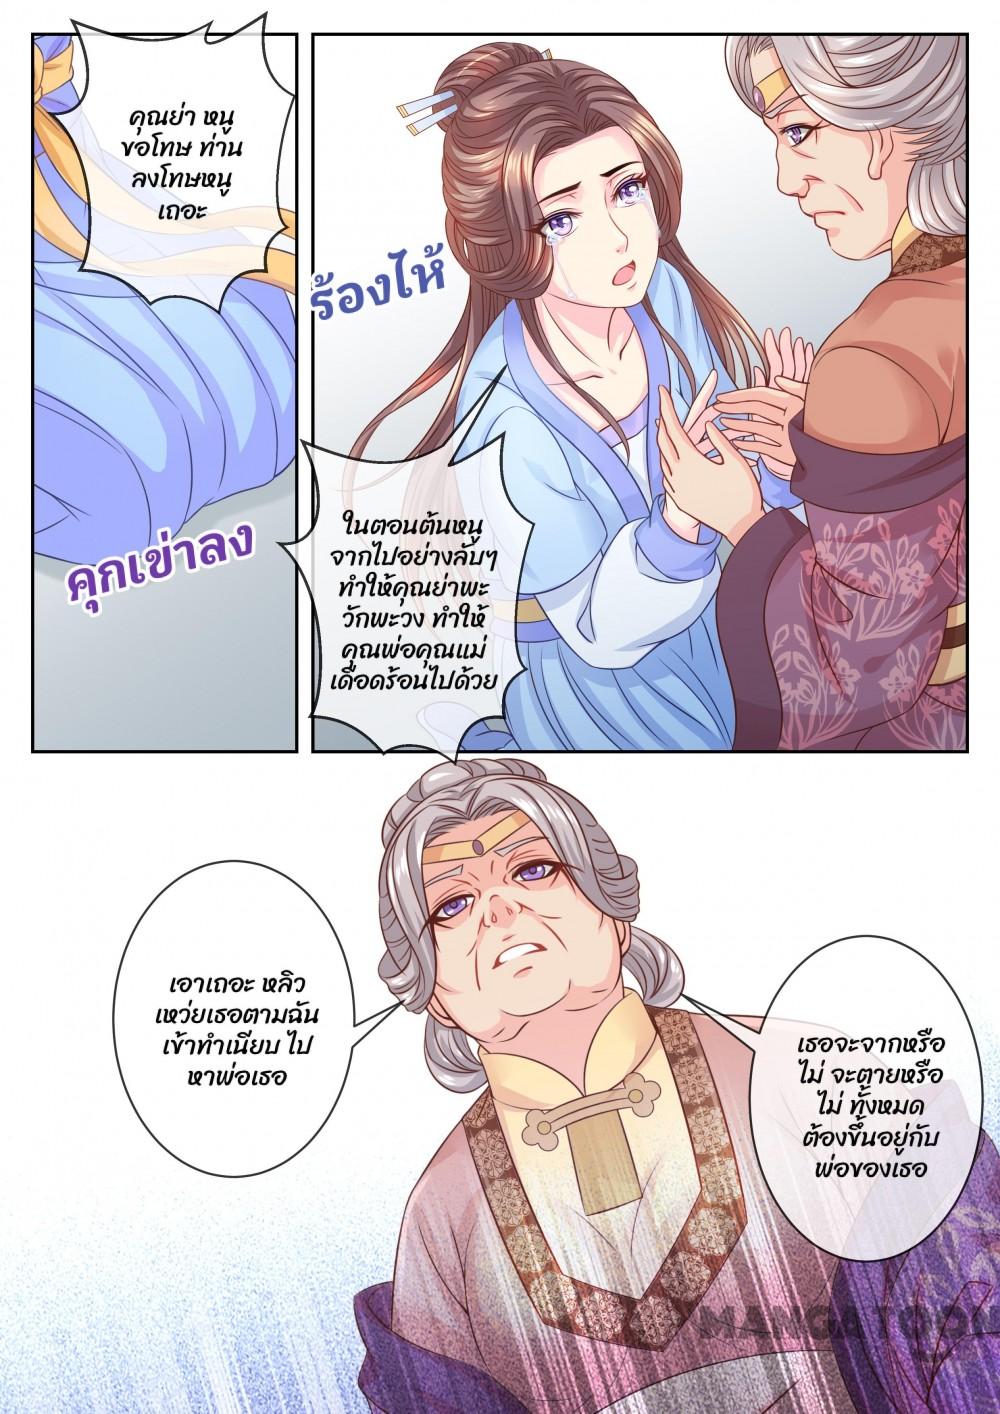 คุณย่า หนู
ขอโทษ ท่าน
ลงโทษหนู
เถอะ
คุกเข่าลง
ร้องไห้
ในตอนต้นหนู
จากไปอย่างลับๆ
ทำให้คุณย่าพะ
วักพะวง ทำให้
คุณพ่อคุณแม่
เดือดร้อนไปด้วย
เอาเถอะ หลิว
เหว่ยเธอตามฉัน
เข้าทำเนียบ ไป
หาพ่อเธอ
เธอจะจากหรือ
ไม่ จะตายหรือ
ไม่ ทั้งหมด
ต้องขึ้นอยู่กับ
พ่อของเธอ
MANGATOON